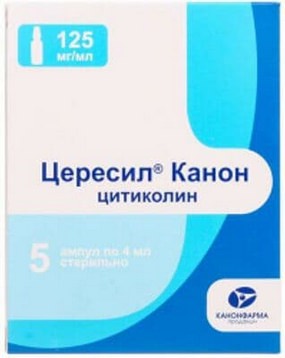 125
мг/мл
Цересил® Канон
цитиколин
5 ампул по 4 мл
стерильно
КАНОНФАРМА
продакшн